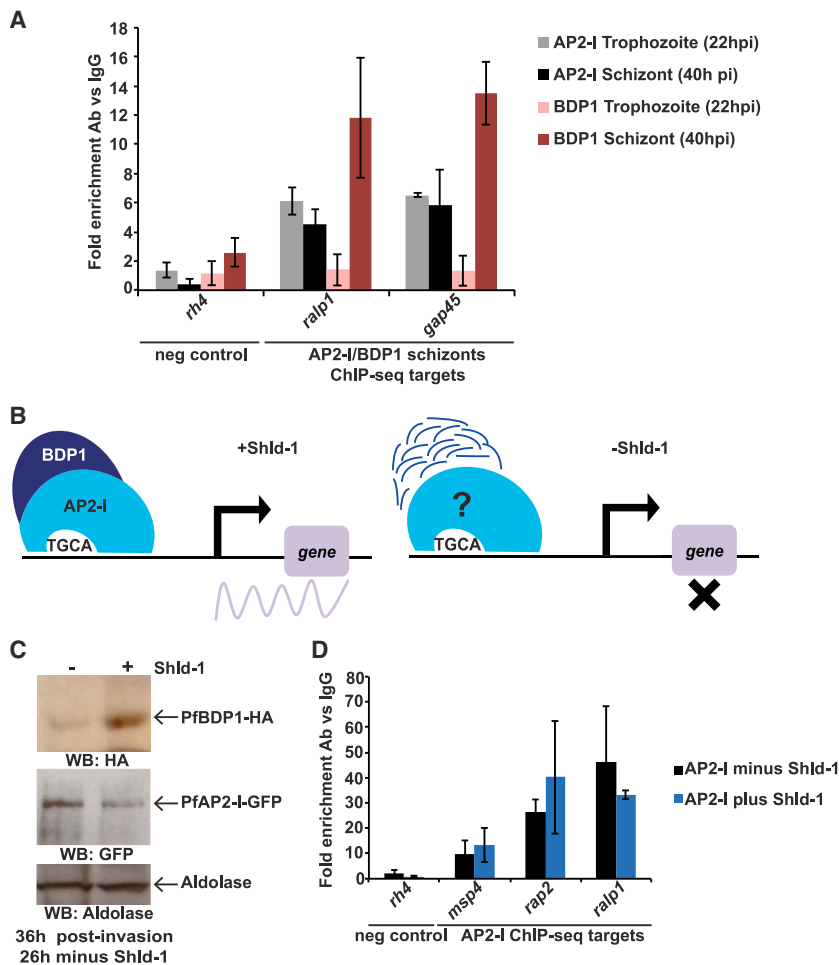 A
Fold enrichment Ab vs IgG
18
16
14
12
10
8
6
4
2
0
rh4
ralp1
gap45
neg control
AP2-I/BDP1 schizonts
ChIP-seq targets
AP2-I Trophozoite (22hpi)
AP2-I Schizont (40h pi)
BDP1 Trophozoite (22hpi)
BDP1 Schizont (40hpi)
B
BDP1
AP2-I
TGCA
+Shld-1
gene
?
TGCA
-Shld-1
gene
C
- + Shld-1
PfBDP1-HA
WB: HA
PfAP2-I-GFP
WB: GFP
Aldolase
WB: Aldolase
36h post-invasion
26h minus Shld-1
D
Fold enrichment Ab vs IgG
80
70
60
50
40
30
20
10
0
rh4
msp4
rap2
ralp1
neg control
AP2-I ChIP-seq targets
AP2-I minus Shld-1
AP2-I plus Shld-1